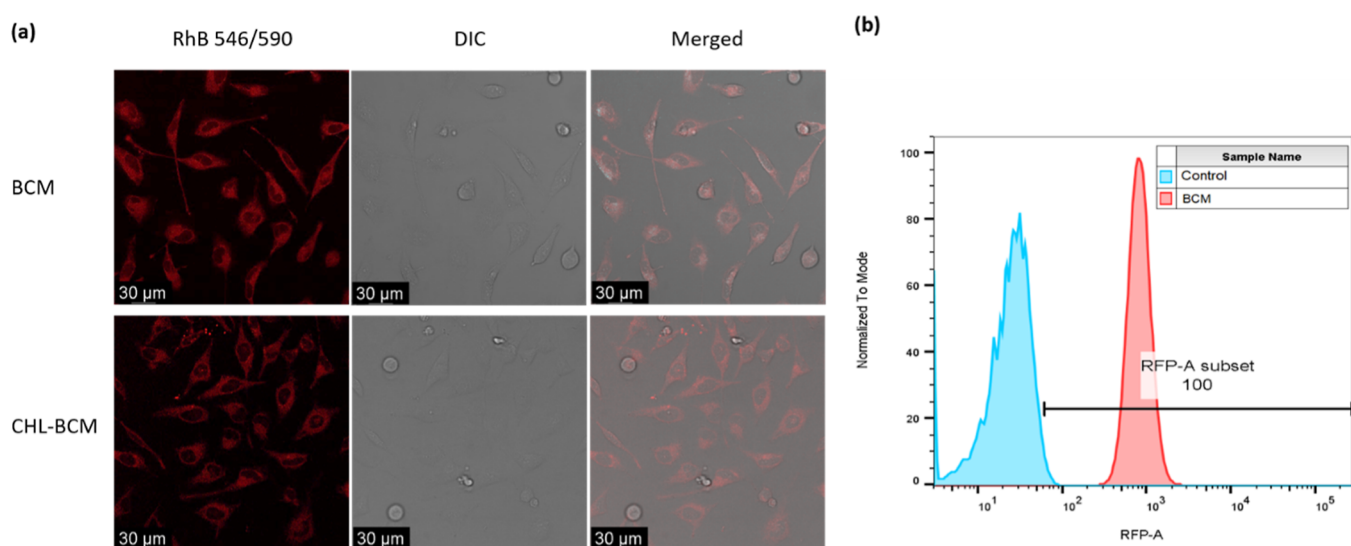 (a)
RhB 546/590 DIC Merged
BCM
30 µm 30 µm 30 µm
CHL-BCM
30 µm 30 µm 30 µm
(b)
Sample Name
Control
BCM
100
80
60
40
20
0
Normalized To Mode
RFP-A subset
100
10¹ 10² 10³ 10⁴ 10⁵
RFP-A